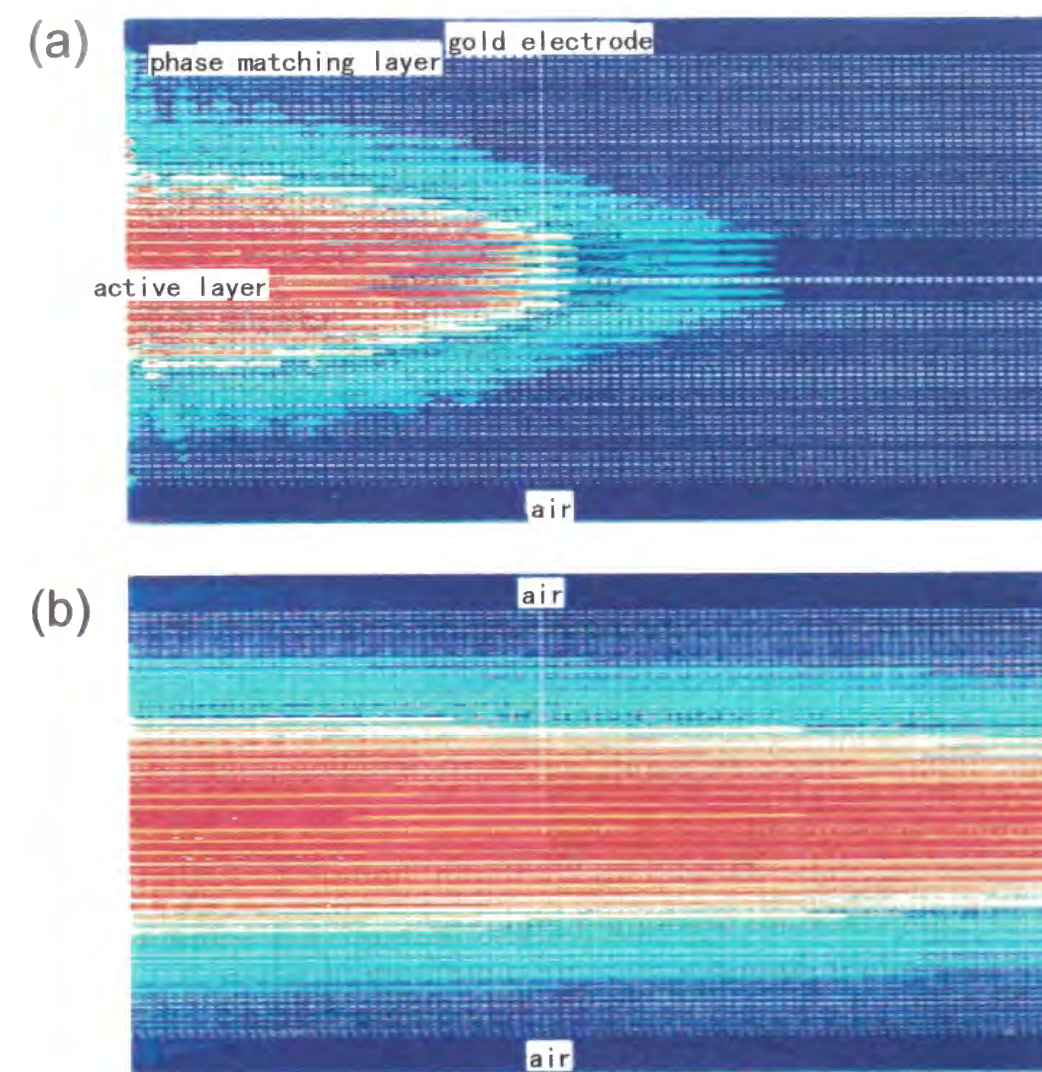 (a)
gold electrode
phase matching layer
active layer
air
(b)
air
air